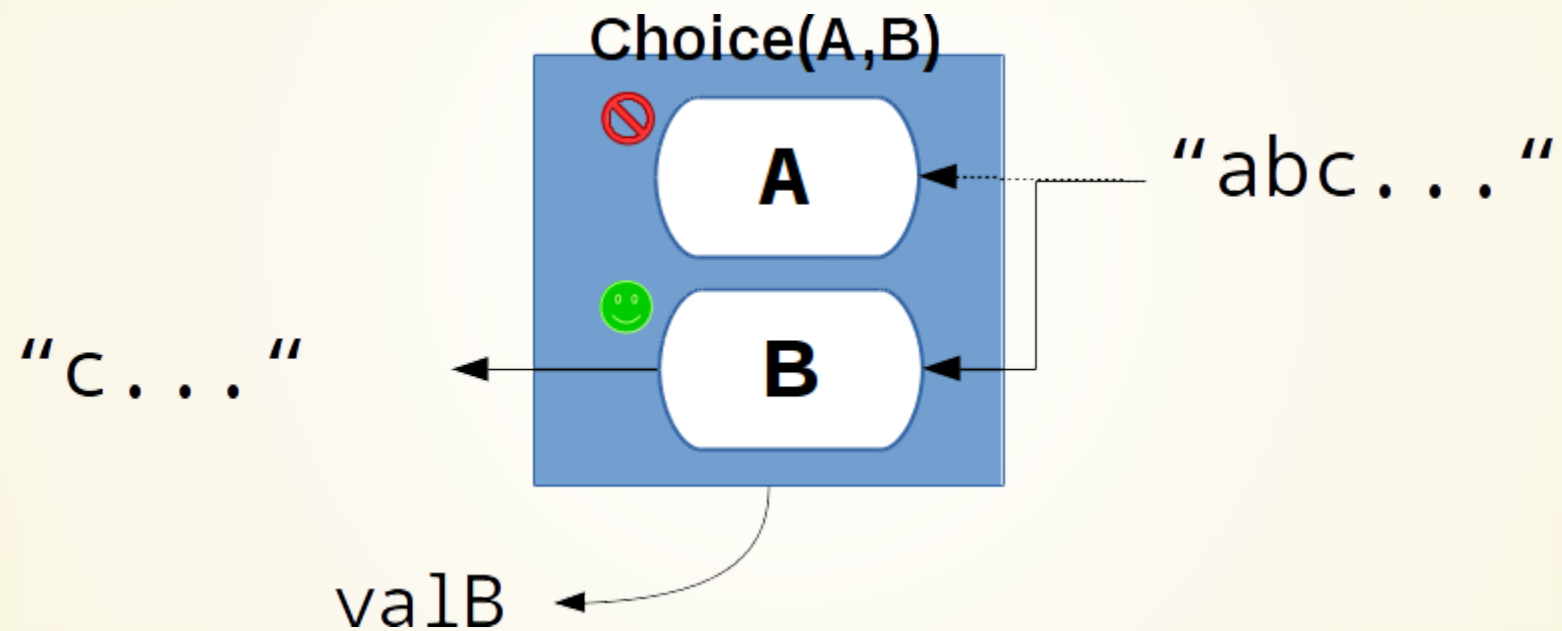 Choice(A,B)
A
“abc...“
B
“c...“
valB